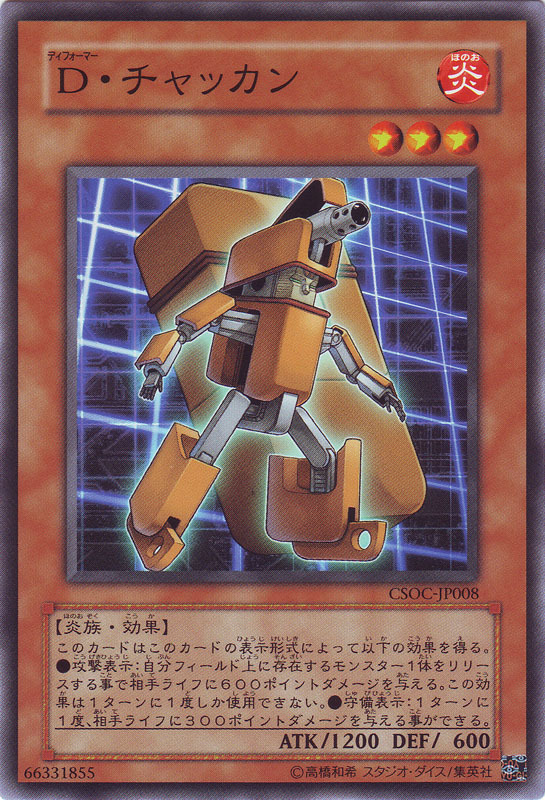 ディフォーマー
D・チャッカン
ほのお
炎
CSOC-JP008
【炎族・効果】
このカードはこのカードの表示形式によって以下の効果を得る。
●攻撃表示：自分フィールド上に存在するモンスター１体をリリー
スする事で相手ライフに６００ポイントダメージを与える。この効
果は１ターンに１度しか使用できない。●守備表示：１ターンに
１度、相手ライフに３００ポイントダメージを与える事ができる。
ATK/1200 DEF/ 600
66331855
©高橋和希 スタジオ・ダイス/集英社